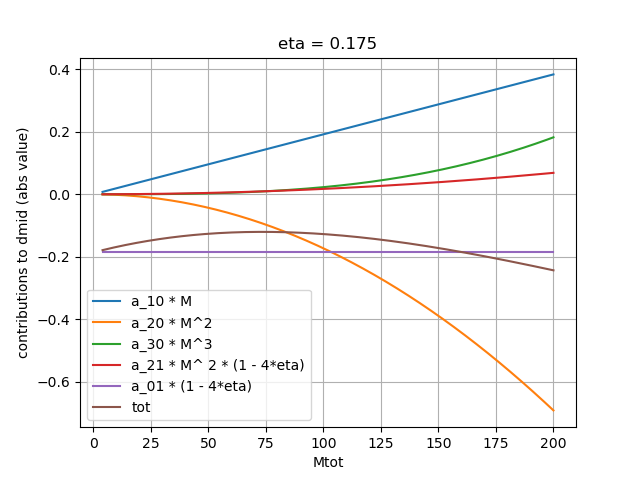 eta = 0.175
0.4
0.2
0.0
−0.2
−0.4
−0.6
contributions to dmid (abs value)
a_10 * M
a_20 * M^2
a_30 * M^3
a_21 * M^ 2 * (1 - 4*eta)
a_01 * (1 - 4*eta)
tot
0 25 50 75 100 125 150 175 200
Mtot